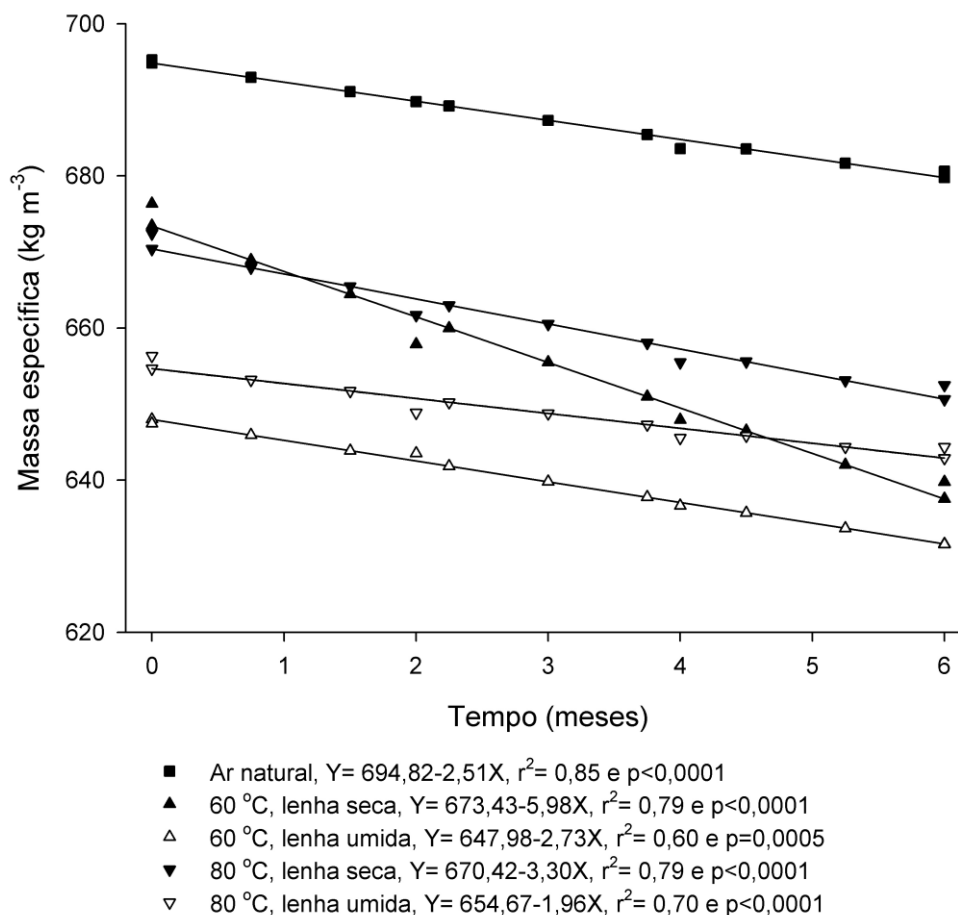 700
680
660
640
620
Massa específica (kg m⁻³)
0 1 2 3 4 5 6
Tempo (meses)
Ar natural, Y= 694,82-2,51X, r²= 0,85 e p<0,0001
60 °C, lenha seca, Y= 673,43-5,98X, r²= 0,79 e p<0,0001
60 °C, lenha umida, Y= 647,98-2,73X, r²= 0,60 e p=0,0005
80 °C, lenha seca, Y= 670,42-3,30X, r²= 0,79 e p<0,0001
80 °C, lenha umida, Y= 654,67-1,96X, r²= 0,70 e p<0,0001